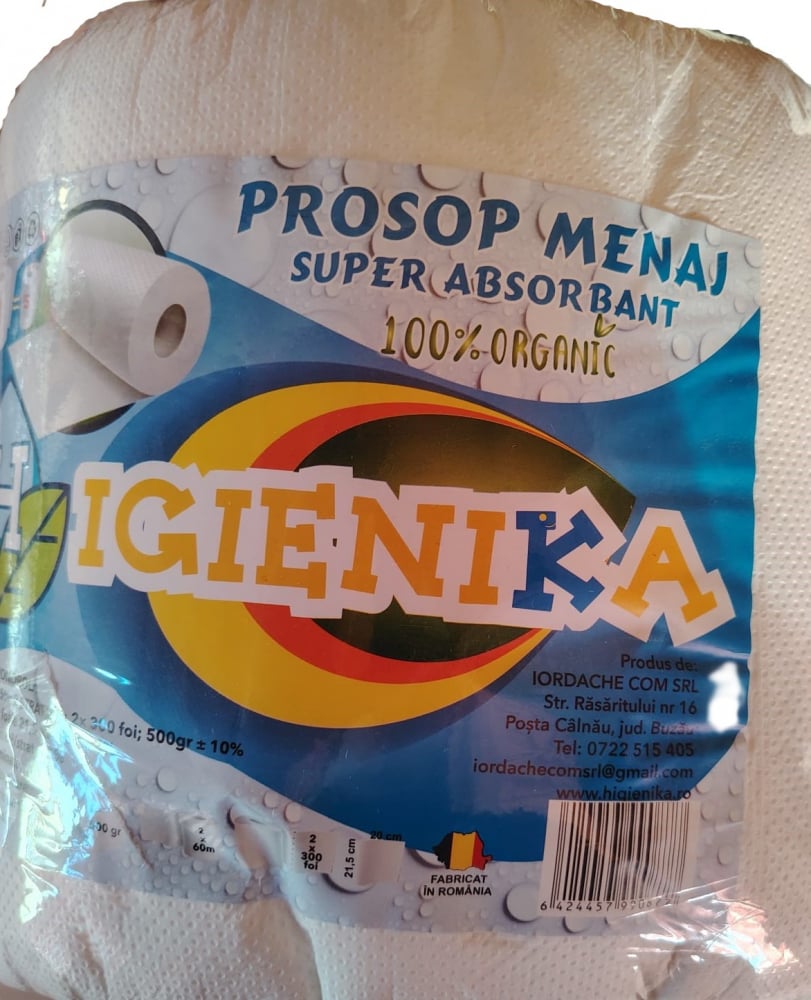 PROSOP MENAJ
SUPER ABSORBANT
100% ORGANIC
H
IGIENIKA
Produs de:
IORDACHE COM SRL
Str. Răsăritului nr 16
Poșta Câlnău, jud. Buzău
Tel: 0722 515 405
iordachecomsrl@gmail.com
www.higienika.ro
2x 300 foi; 500gr ± 10%
2
x
60m
2
x
300
foi
21,5 cm
20 cm
FABRICAT
ÎN ROMÂNIA